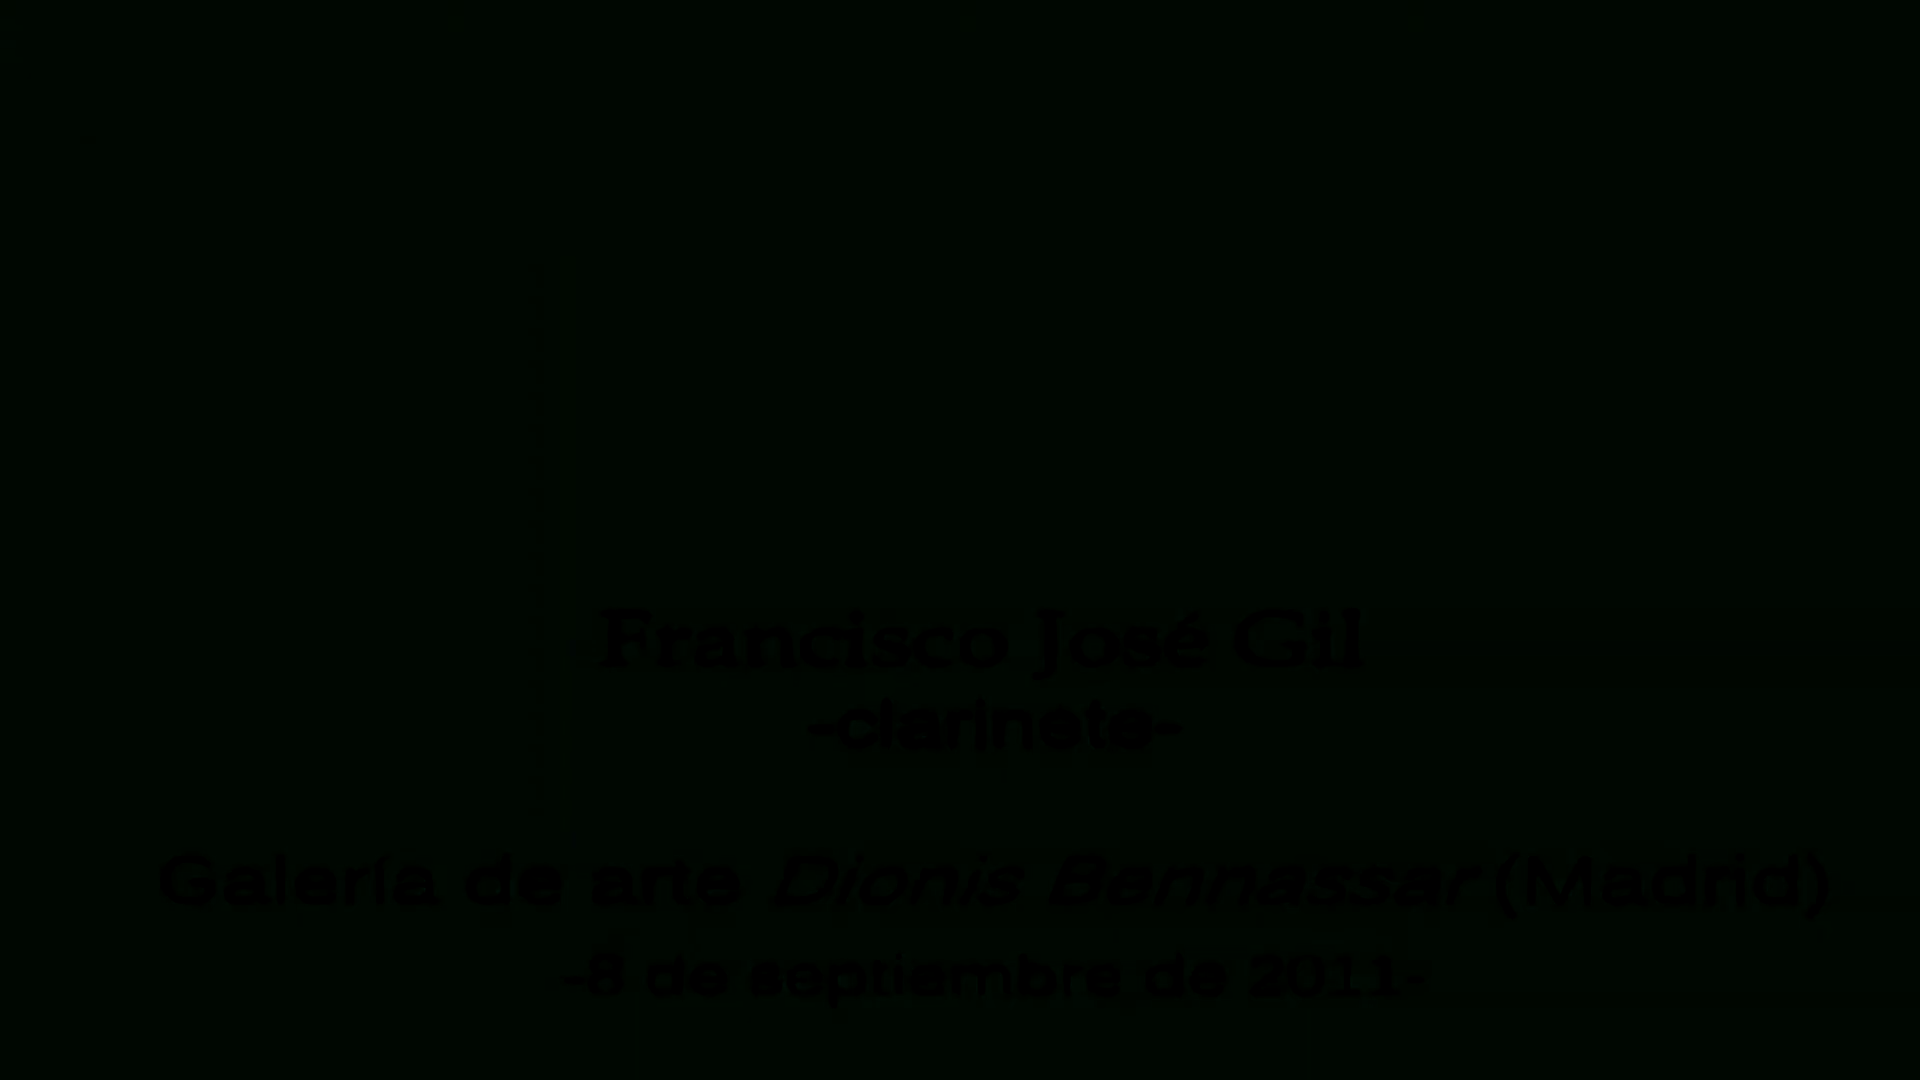 Francisco José Gil
-clarinete-
Galería de arte Dionis Bennassar (Madrid)
-8 de septiembre de 2011-